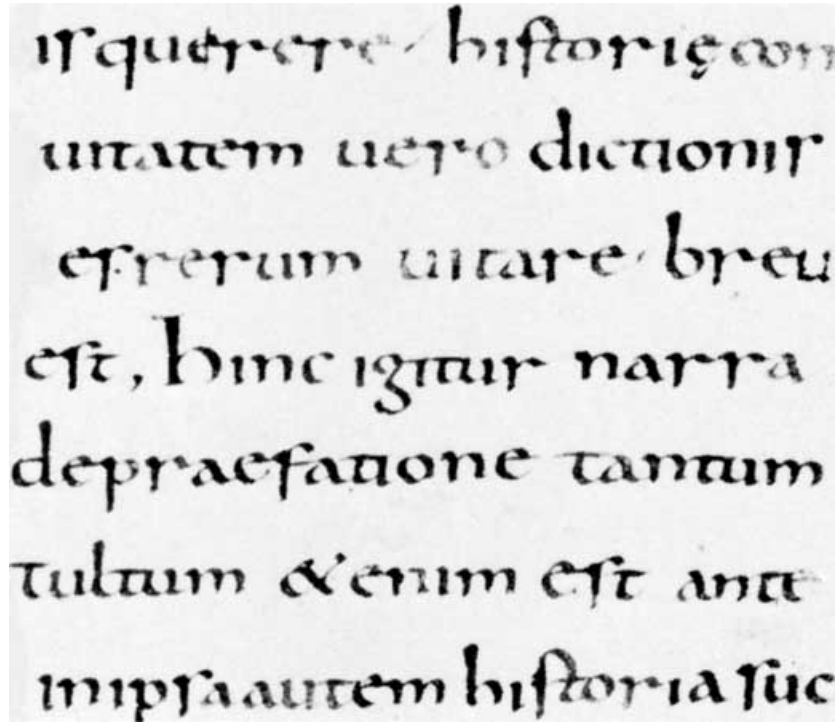 is querere, historię con
uitatem uero dictionis
es rerum uitare, breu
est, hinc igitur narra
depraefatione tantum
tultum & enim est ante
inipsa autem historia suc